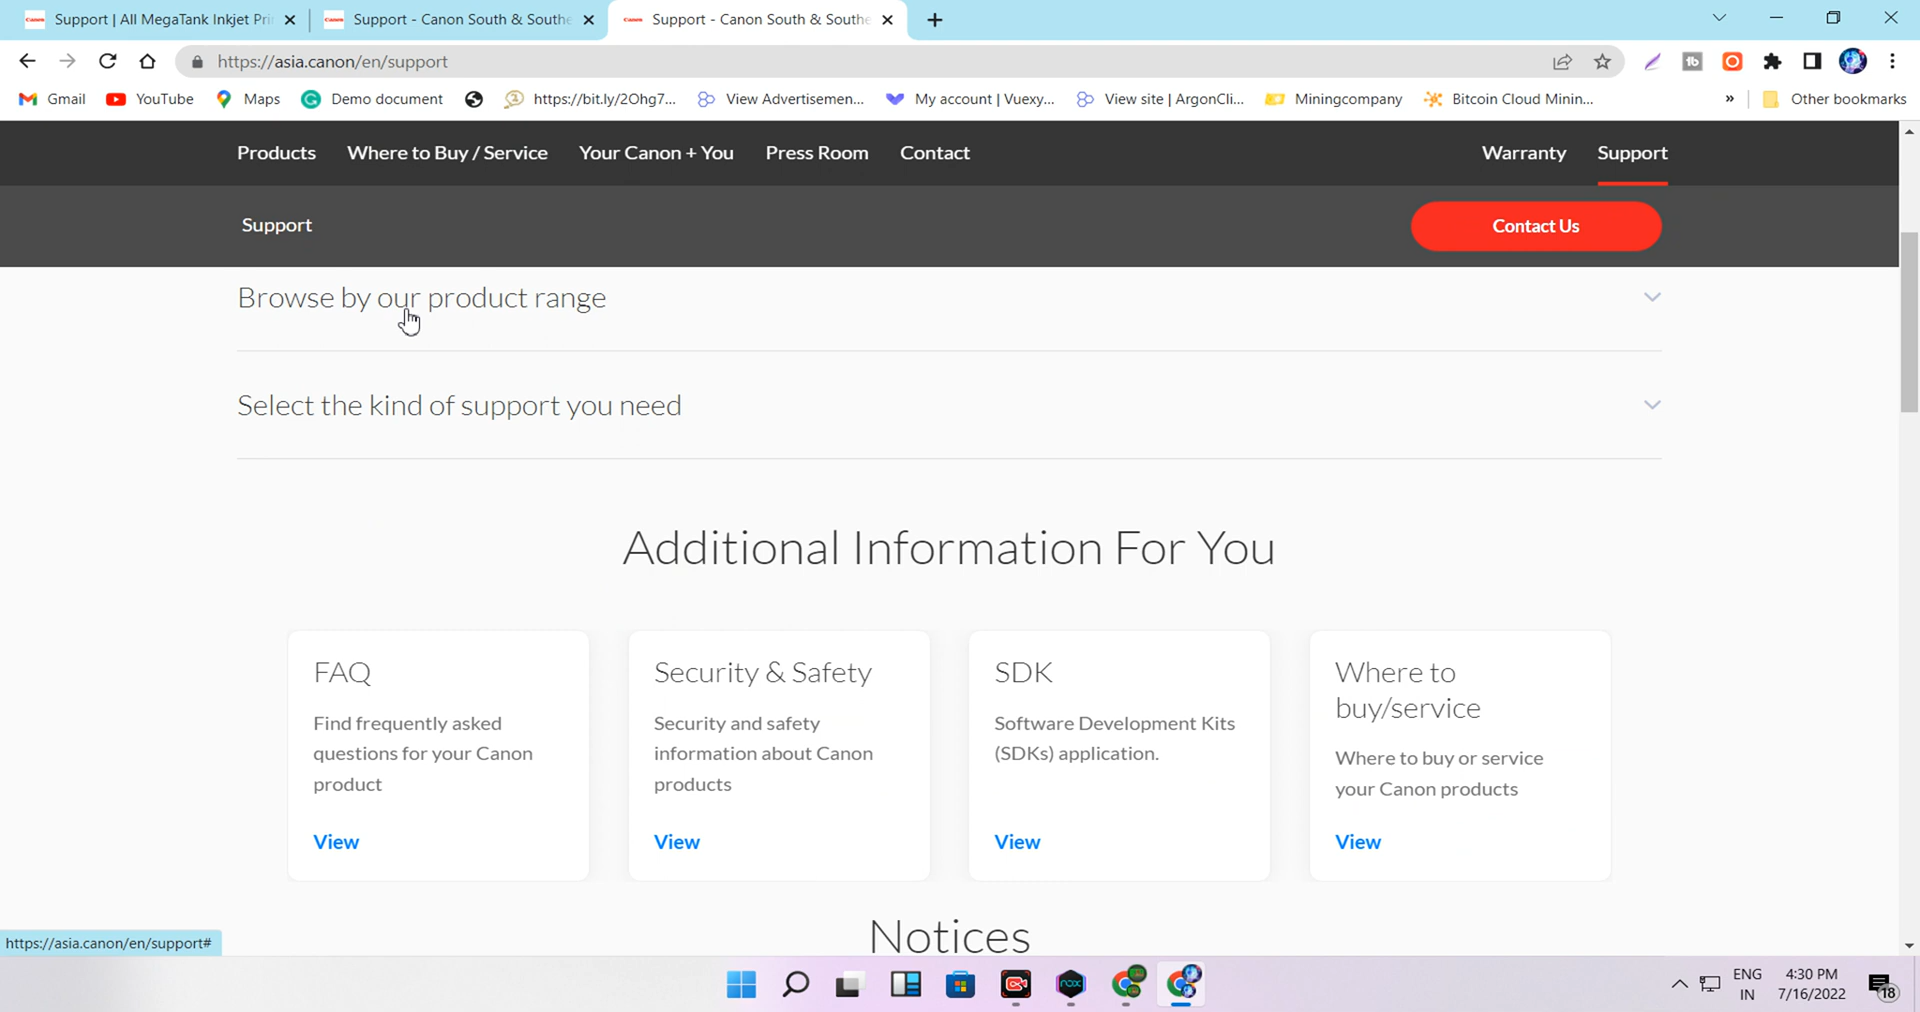 Support | All MegaTank Inkjet Pri
Support - Canon South & Southe
Support - Canon South & Southe
https://asia.canon/en/support
Gmail
YouTube
Maps
Demo document
https://bit.ly/2Ohg7...
View Advertisemen...
My account | Vuexy...
View site | ArgonCli...
Miningcompany
Bitcoin Cloud Minin...
»
Other bookmarks
Products
Where to Buy / Service
Your Canon + You
Press Room
Contact
Warranty
Support
Support
Contact Us
Browse by our product range
Select the kind of support you need
Additional Information For You
FAQ
Find frequently asked
questions for your Canon
product
View
Security & Safety
Security and safety
information about Canon
products
View
SDK
Software Development Kits
(SDKs) application.
View
Where to
buy/service
Where to buy or service
your Canon products
View
Notices
https://asia.canon/en/support#
ENG
IN
4:30 PM
7/16/2022
18